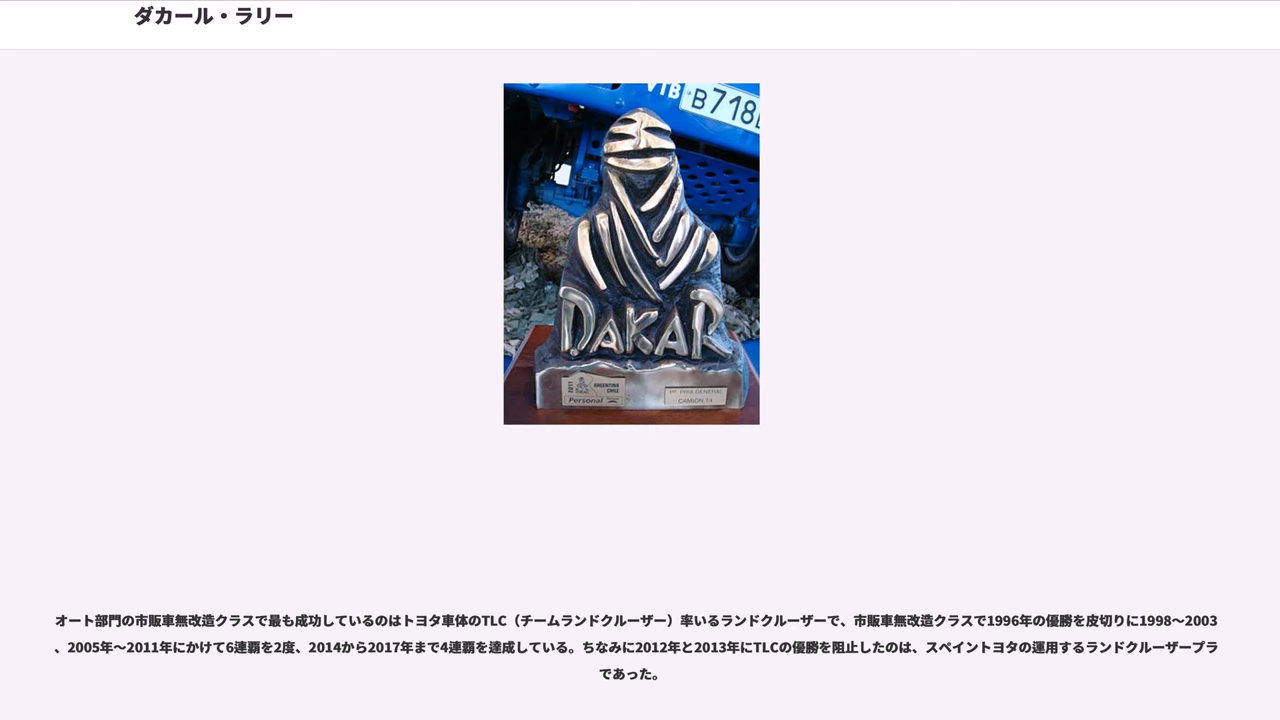 ダカール・ラリー
VTB
B718
DAKAR
2011
DAKAR
ARGENTINA
CHILE
Personal
1er PRIX GENERAL
CAMION T4
オート部門の市販車無改造クラスで最も成功しているのはトヨタ車体のTLC（チームランドクルーザー）率いるランドクルーザーで、市販車無改造クラスで1996年の優勝を皮切りに1998〜2003
、2005年〜2011年にかけて6連覇を2度、2014から2017年まで4連覇を達成している。ちなみに2012年と2013年にTLCの優勝を阻止したのは、スペイントヨタの運用するランドクルーザープラ
であった。